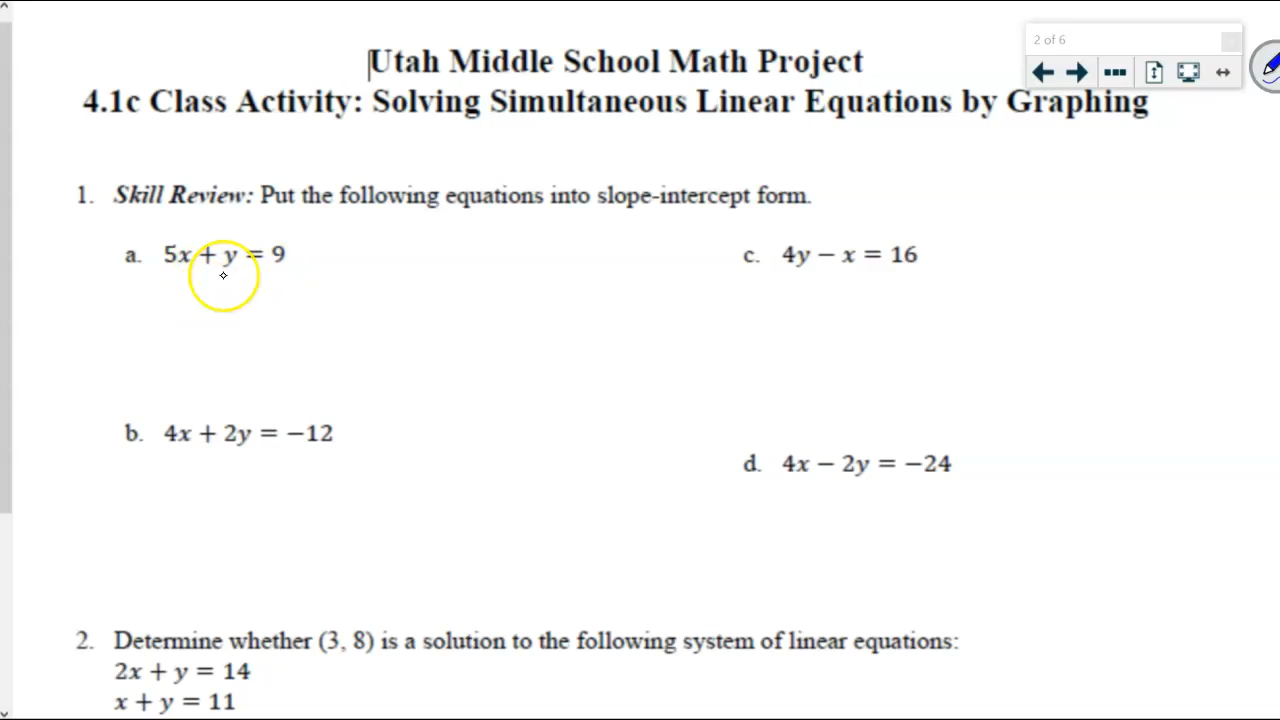 2 of 6
Utah Middle School Math Project
4.1c Class Activity: Solving Simultaneous Linear Equations by Graphing
1. Skill Review: Put the following equations into slope-intercept form.
a. 5x + y = 9
c. 4y − x = 16
b. 4x + 2y = −12
d. 4x − 2y = −24
2. Determine whether (3, 8) is a solution to the following system of linear equations:
2x + y = 14
x + y = 11